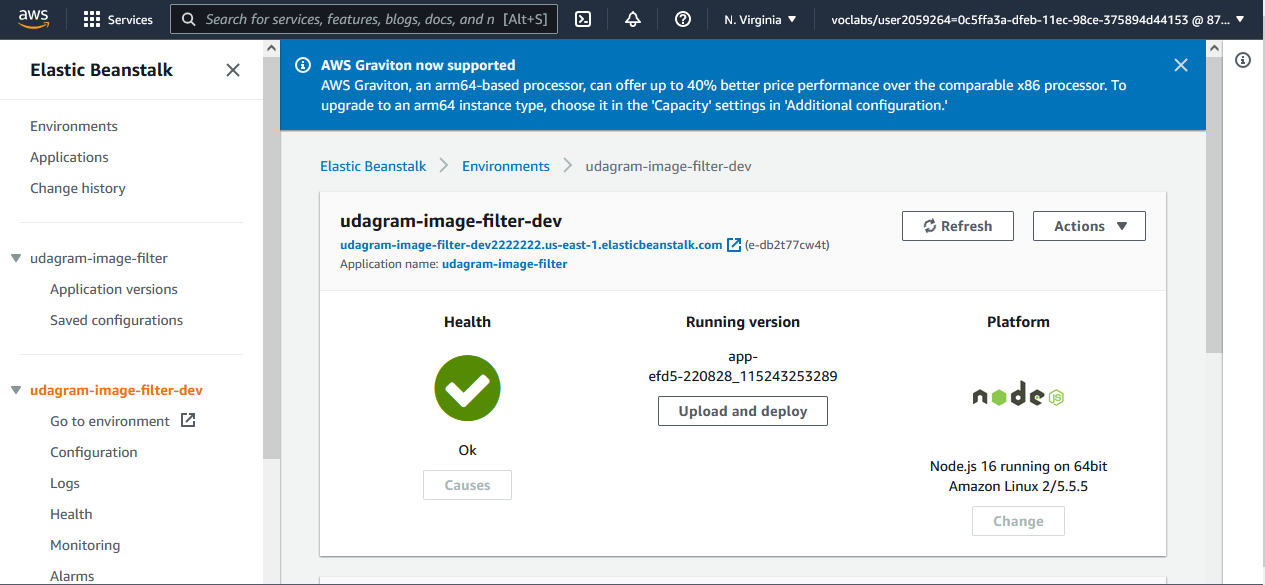 aws
Services
Search for services, features, blogs, docs, and n [Alt+S]
N. Virginia ▼
voclabs/user2059264=0c5ffa3a-dfeb-11ec-98ce-375894d44153 @ 87... ▼
Elastic Beanstalk
Environments
Applications
Change history
udagram-image-filter
Application versions
Saved configurations
udagram-image-filter-dev
Go to environment
Configuration
Logs
Health
Monitoring
Alarms
AWS Graviton now supported
AWS Graviton, an arm64-based processor, can offer up to 40% better price performance over the comparable x86 processor. To
upgrade to an arm64 instance type, choose it in the 'Capacity' settings in 'Additional configuration.'
Elastic Beanstalk > Environments > udagram-image-filter-dev
udagram-image-filter-dev
udagram-image-filter-dev2222222.us-east-1.elasticbeanstalk.com (e-db2t77cw4t)
Application name: udagram-image-filter
Refresh
Actions ▼
Health
Ok
Causes
Running version
app-
efd5-220828_115243253289
Upload and deploy
Platform
node
JS
Node.js 16 running on 64bit
Amazon Linux 2/5.5.5
Change